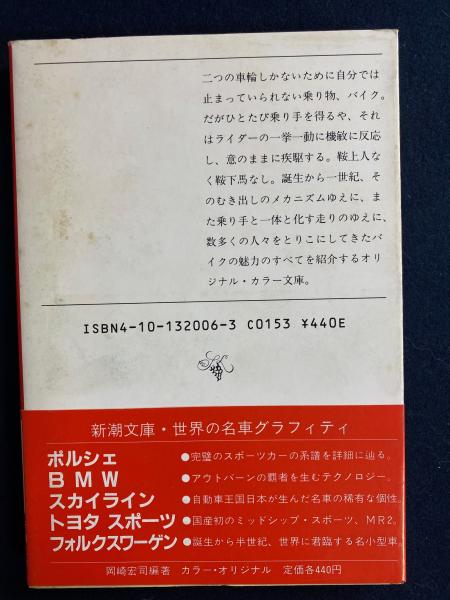 二つの車輪しかないために自分では
止まっていられない乗り物、バイク。
だがひとたび乗り手を得るや、それ
はライダーの一挙一動に機敏に反応
し、意のままに疾駆する。鞍上人な
く鞍下馬なし。誕生から一世紀、そ
のむき出しのメカニズムゆえに、ま
た乗り手と一体と化す走りのゆえに、
数多くの人々をとりこにしてきたバ
イクの魅力のすべてを紹介するオリ
ジナル・カラー文庫。
ISBN4-10-132006-3 C0153 ¥440E
新潮文庫・世界の名車グラフィティ
ポルシェ ●完璧のスポーツカーの系譜を詳細に辿る。
BMW ●アウトバーンの覇者を生むテクノロジー。
スカイライン ●自動車王国日本が生んだ名車の稀有な個性。
トヨタ スポーツ ●国産初のミッドシップ・スポーツ、MR2。
フォルクスワーゲン ●誕生から半世紀、世界に君臨する名小型車。
岡崎宏司編著 カラー・オリジナル 定価各440円